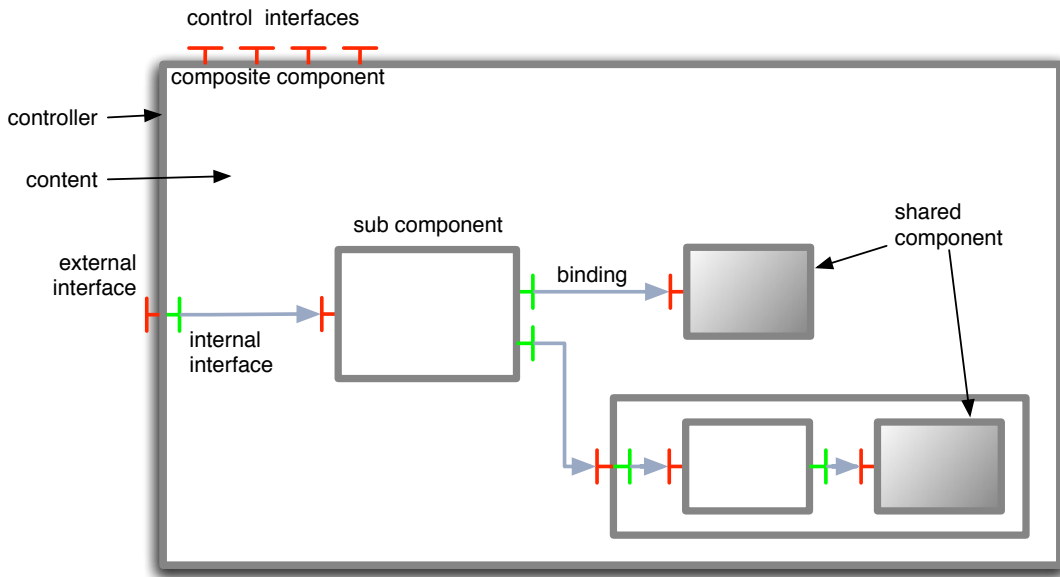 control interfaces
composite component
controller
content
sub component
shared
component
external
interface
binding
internal
interface